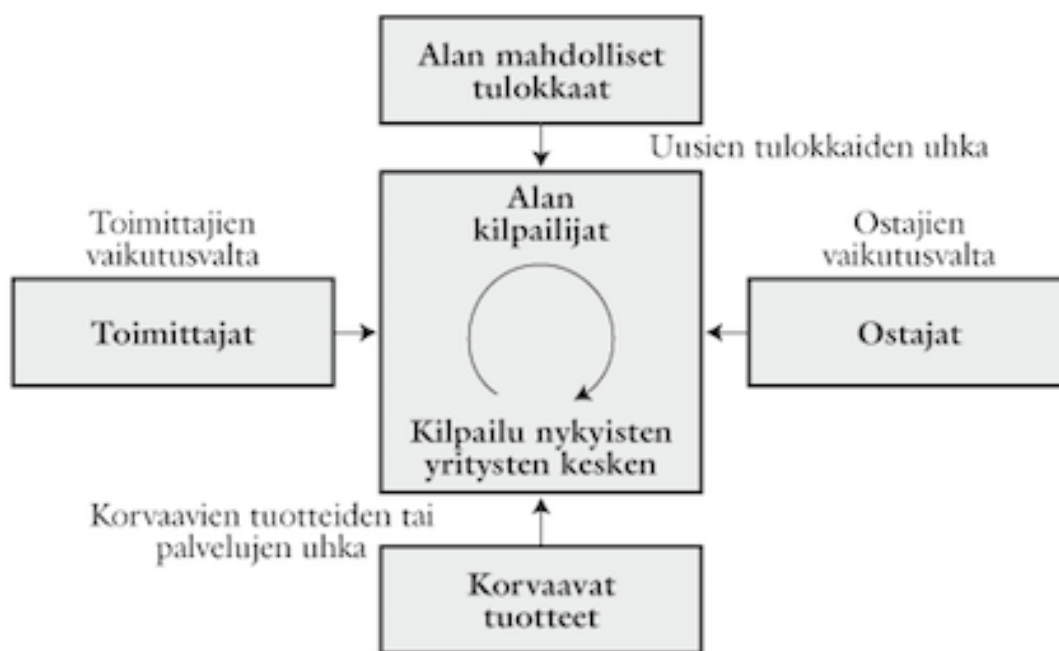 Alan mahdolliset
tulokkaat
Uusien tulokkaiden uhka
Alan
kilpailijat
Toimittajien
vaikutusvalta
Toimittajat
Ostajien
vaikutusvalta
Ostajat
Kilpailu nykyisten
yritysten kesken
Korvaavien tuotteiden tai
palvelujen uhka
Korvaavat
tuotteet